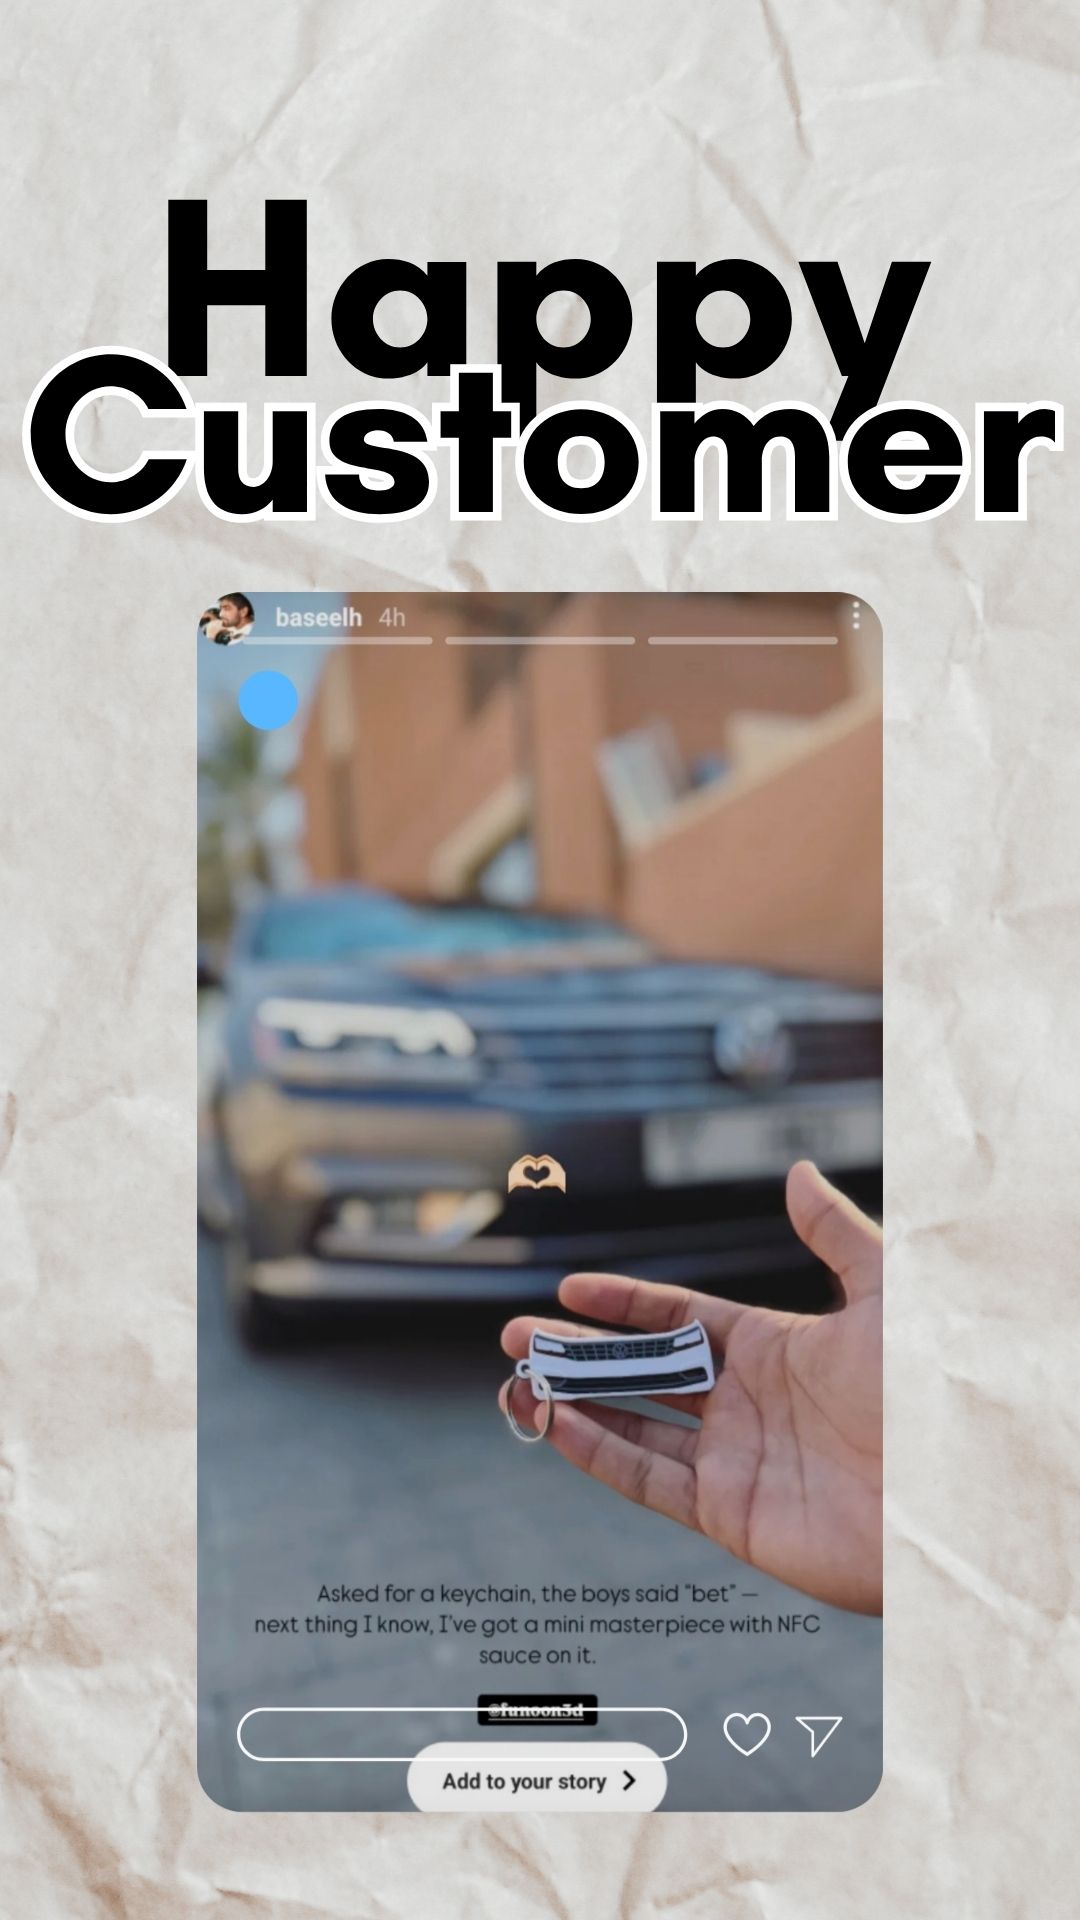 Happy
Customer
baseelh 4h
Asked for a keychain, the boys said "bet" —
next thing I know, I've got a mini masterpiece with NFC
sauce on it.
@funoon3d
Add to your story